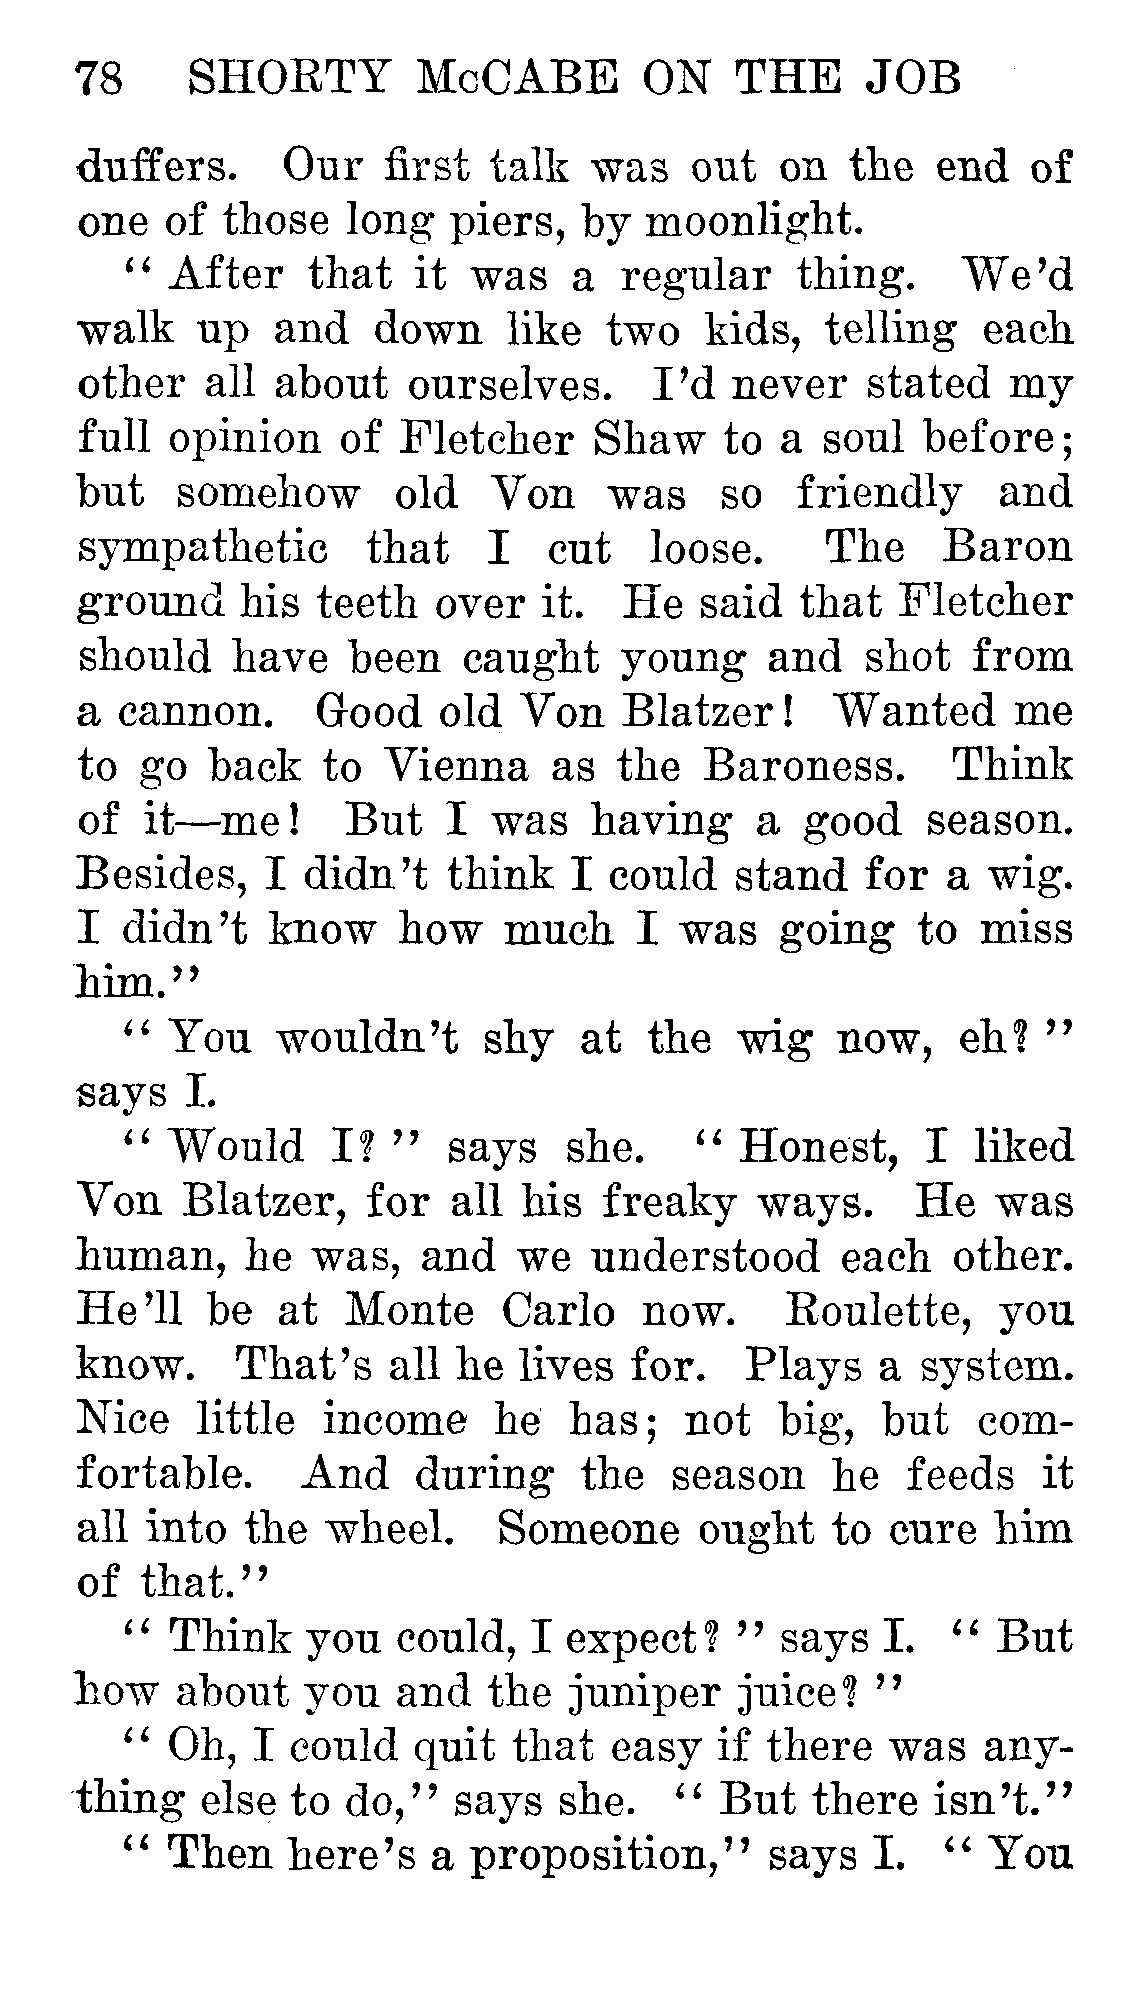 78 SHORTY McCABE ON THE JOB
duffers. Our first talk was out on the end of
one of those long piers, by moonlight.
"After that it was a regular thing. We'd
walk up and down like two kids, telling each
other all about ourselves. I'd never stated my
full opinion of Fletcher Shaw to a soul before;
but somehow old Von was so friendly and
sympathetic that I cut loose. The Baron
ground his teeth over it. He said that Fletcher
should have been caught young and shot from
a cannon. Good old Von Blatzer! Wanted me
to go back to Vienna as the Baroness. Think
of it—me! But I was having a good season.
Besides, I didn't think I could stand for a wig.
I didn't know how much I was going to miss
him."
"You wouldn't shy at the wig now, eh?"
says I.
"Would I?" says she. "Honest, I liked
Von Blatzer, for all his freaky ways. He was
human, he was, and we understood each other.
He'll be at Monte Carlo now. Roulette, you
know. That's all he lives for. Plays a system.
Nice little income he has; not big, but com-
fortable. And during the season he feeds it
all into the wheel. Someone ought to cure him
of that."
"Think you could, I expect?" says I. "But
how about you and the juniper juice?"
"Oh, I could quit that easy if there was any-
thing else to do," says she. "But there isn't."
"Then here's a proposition," says I. "You